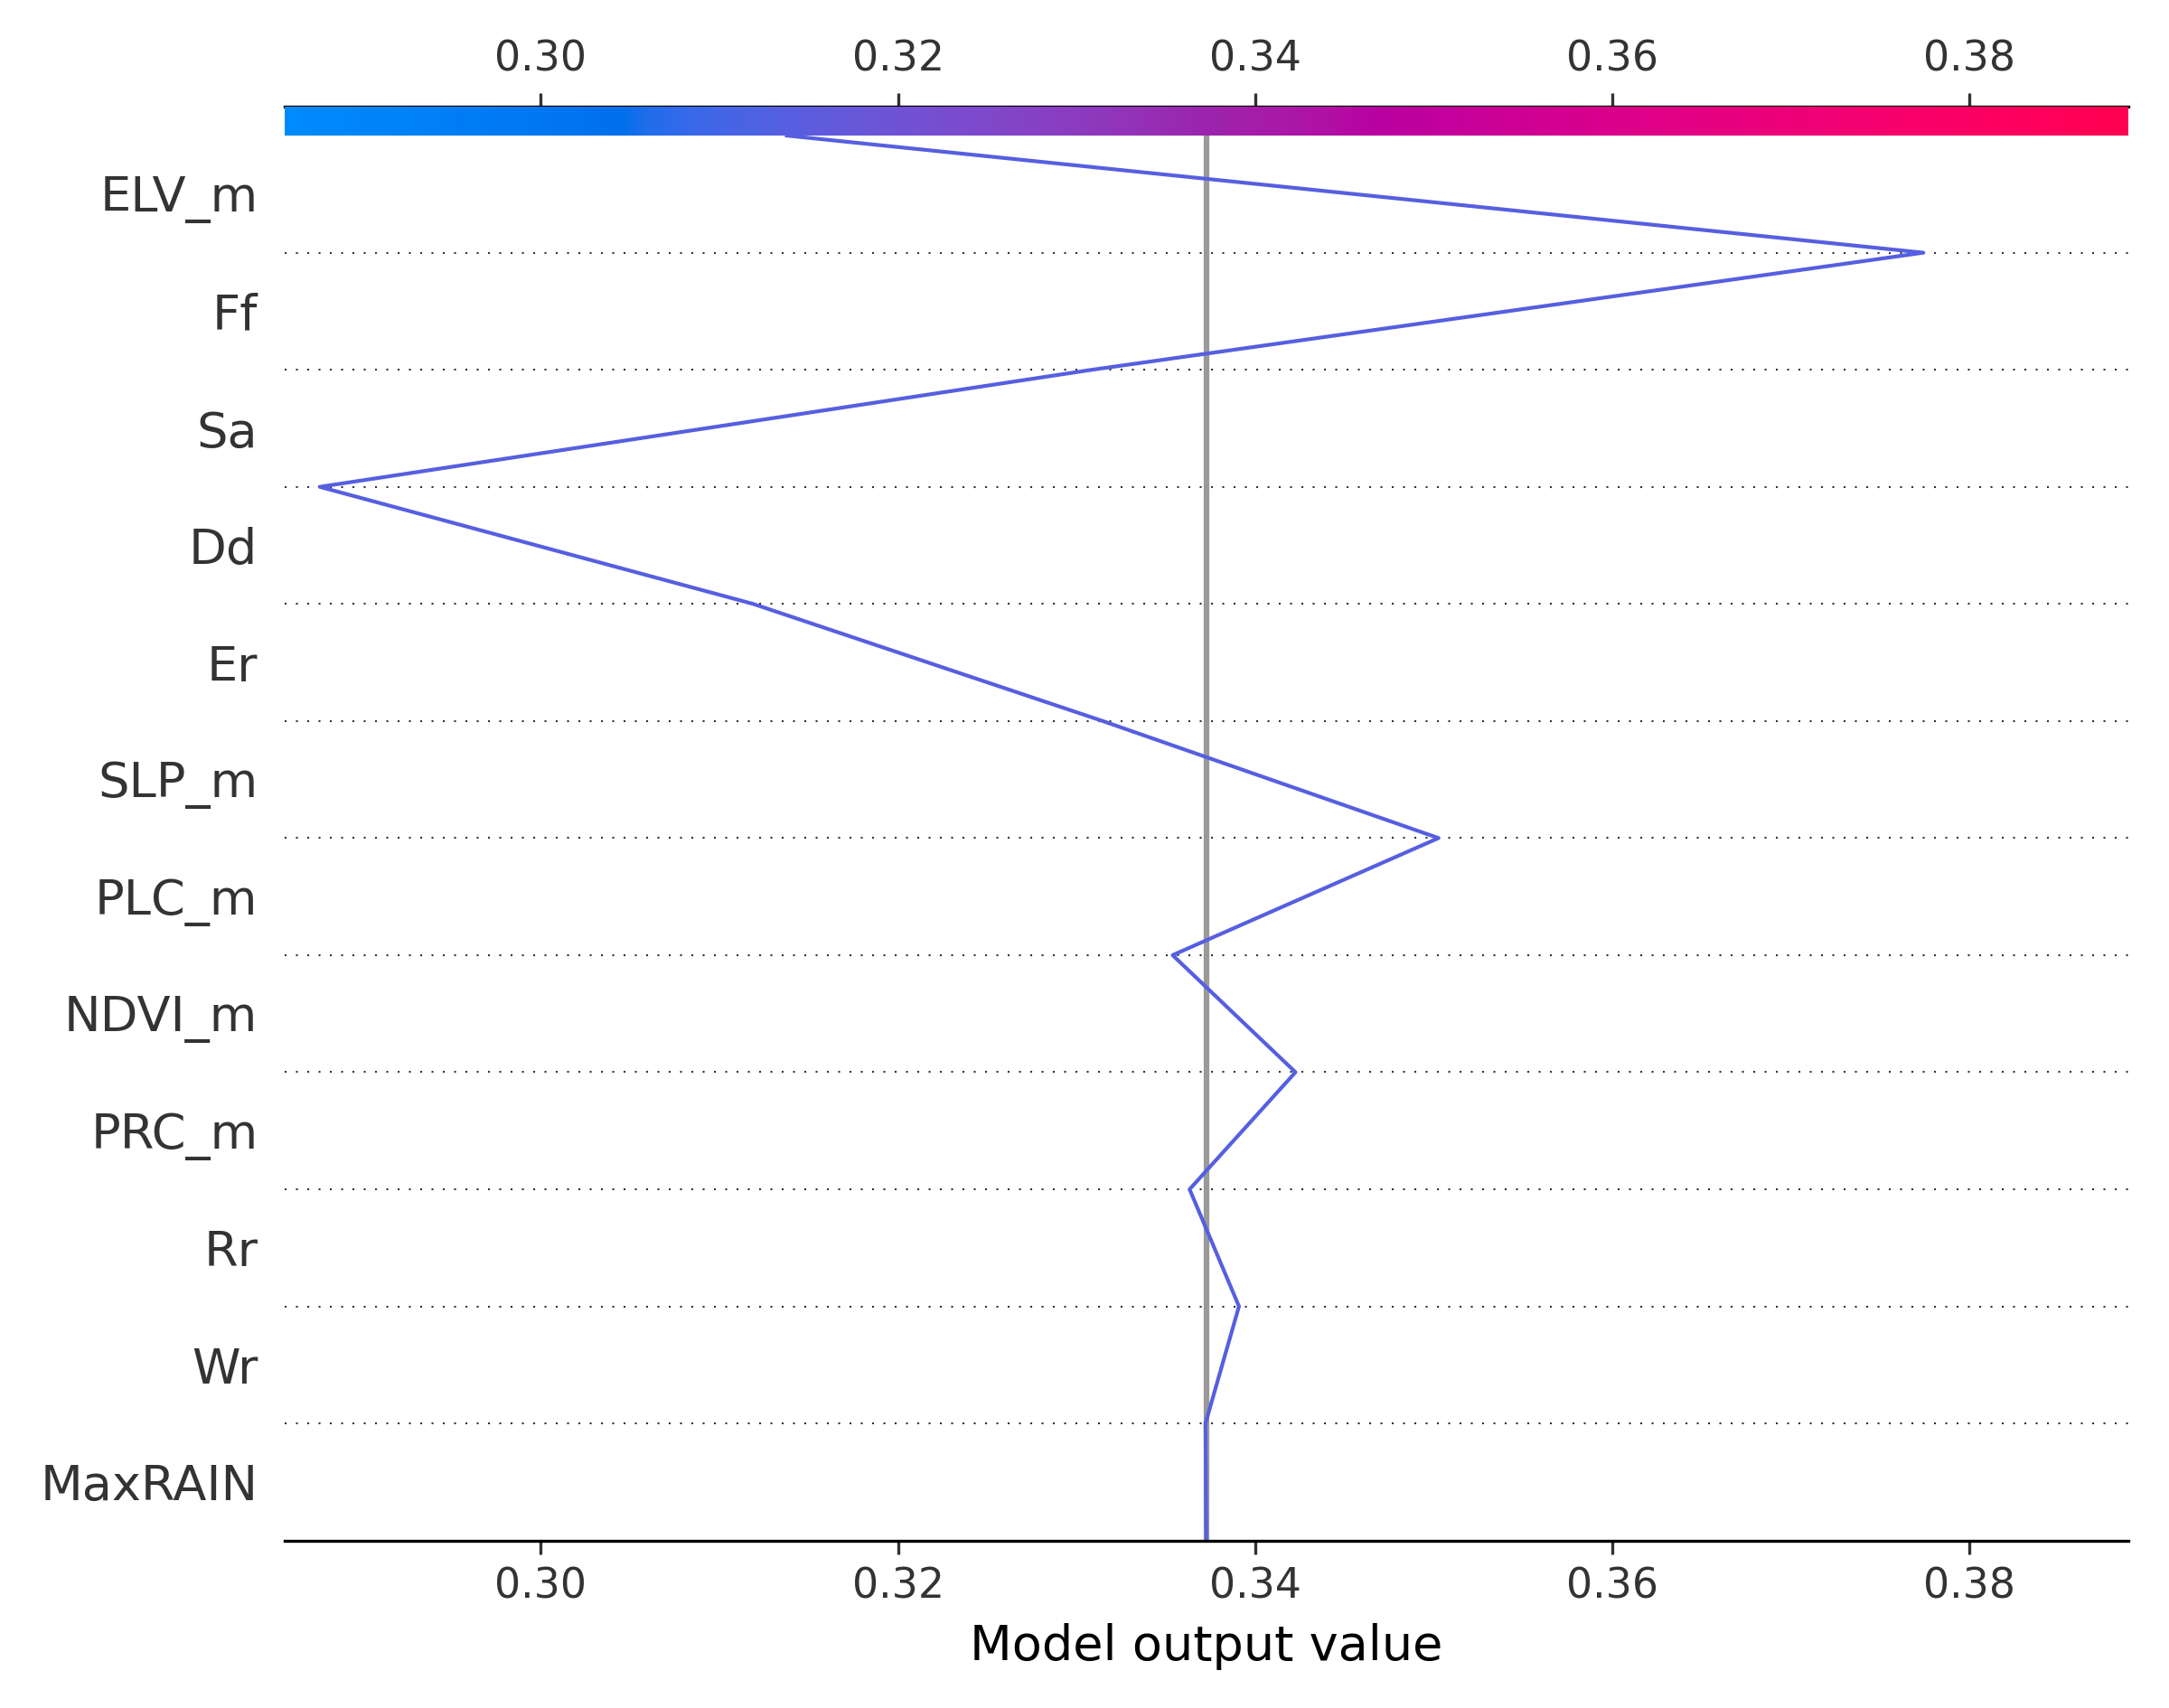 0.30 0.32 0.34 0.36 0.38
ELV_m
Ff
Sa
Dd
Er
SLP_m
PLC_m
NDVI_m
PRC_m
Rr
Wr
MaxRAIN
0.30 0.32 0.34 0.36 0.38
Model output value